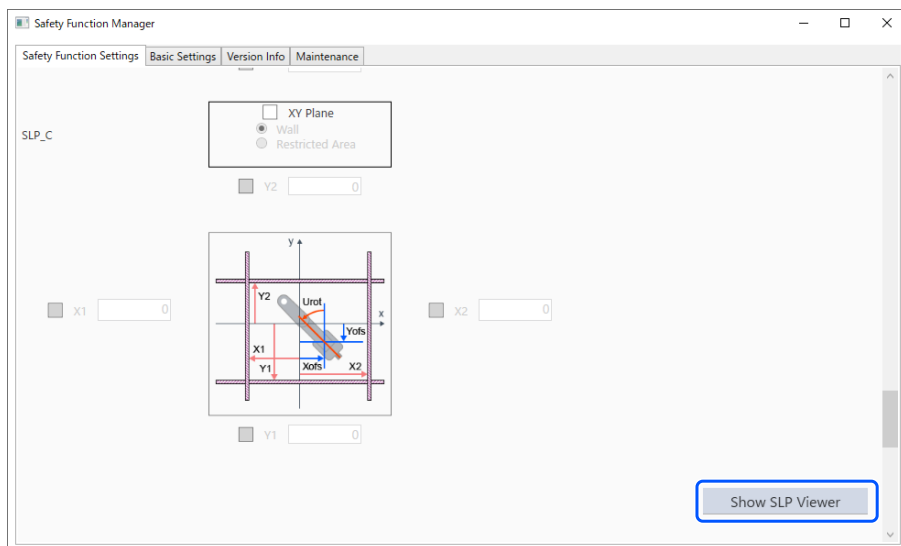 Safety Function Manager
Safety Function Settings Basic Settings Version Info Maintenance
SLP_C
XY Plane
Wall
Restricted Area
Y2 0
y
Y2 Urot
x
Yofs
X1
Y1 Xofs X2
X1 0
X2 0
Y1 0
Show SLP Viewer